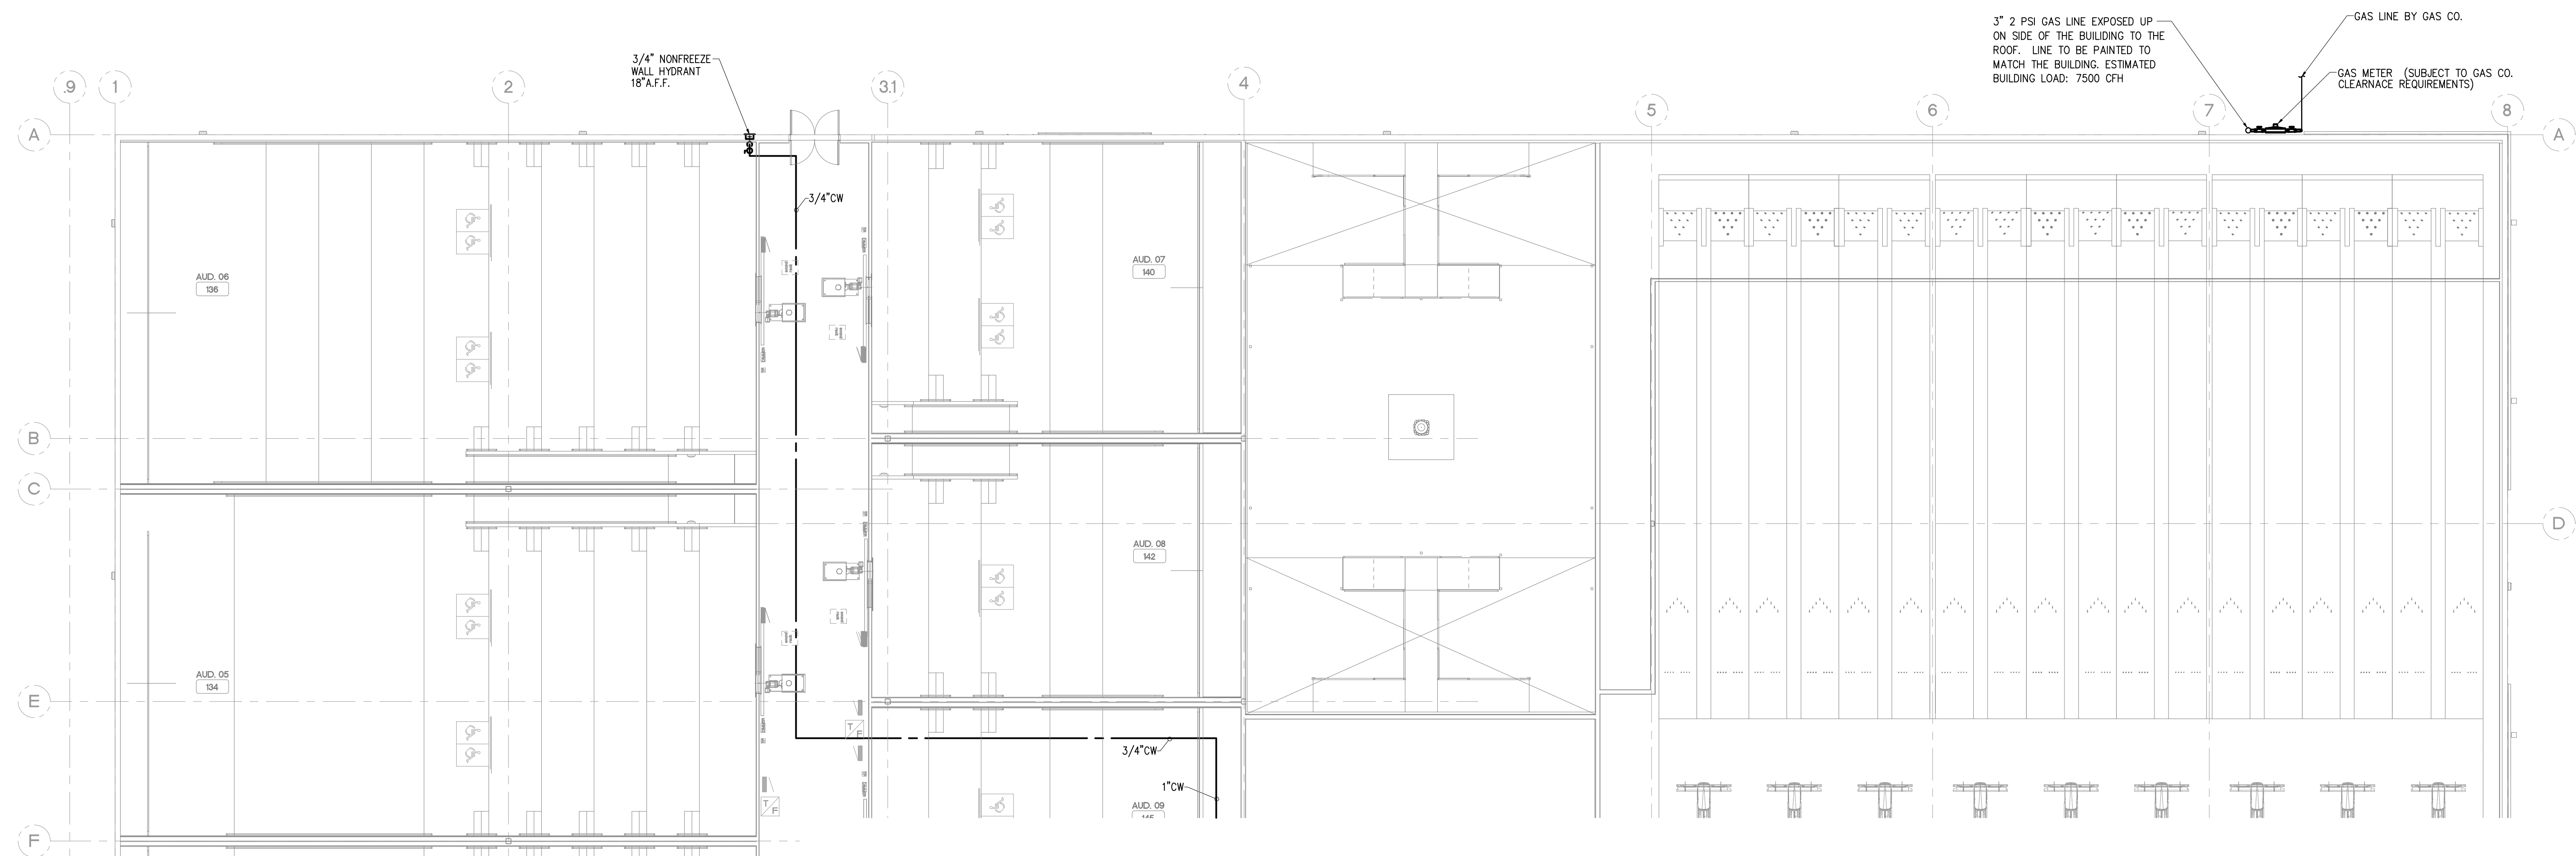 3" 2 PSI GAS LINE EXPOSED UP
ON SIDE OF THE BUILIDING TO THE
ROOF. LINE TO BE PAINTED TO
MATCH THE BUILDING. ESTIMATED
BUILDING LOAD: 7500 CFH
GAS LINE BY GAS CO.
GAS METER (SUBJECT TO GAS CO.
CLEARNACE REQUIREMENTS)
3/4" NONFREEZE
WALL HYDRANT
18"A.F.F.
.9
1
2
3.1
4
5
6
7
8
A
A
3/4"CW
AUD. 06
136
AUD. 07
140
B
C
D
AUD. 08
142
AUD. 05
134
E
T
F
3/4"CW
1"CW
T
F
AUD. 09
F